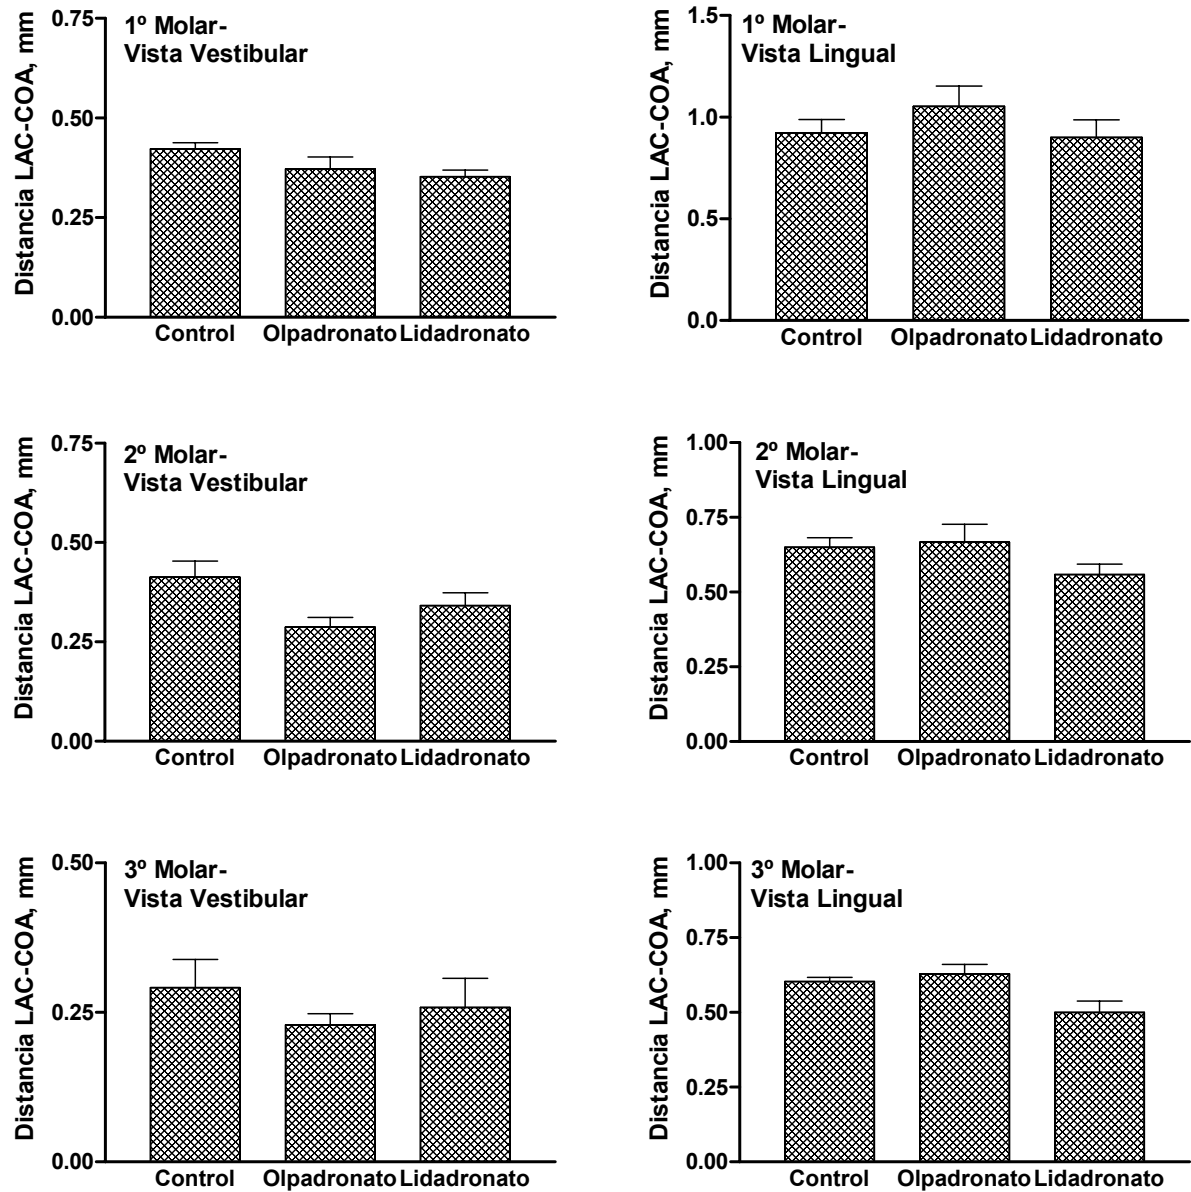 1º Molar-
Vista Vestibular
Distancia LAC-COA, mm
0.75
0.50
0.25
0.00
Control Olpadronato Lidadronato
1º Molar-
Vista Lingual
Distancia LAC-COA, mm
1.5
1.0
0.5
0.0
Control Olpadronato Lidadronato
2º Molar-
Vista Vestibular
Distancia LAC-COA, mm
0.75
0.50
0.25
0.00
Control Olpadronato Lidadronato
2º Molar-
Vista Lingual
Distancia LAC-COA, mm
1.00
0.75
0.50
0.25
0.00
Control Olpadronato Lidadronato
3º Molar-
Vista Vestibular
Distancia LAC-COA, mm
0.50
0.25
0.00
Control Olpadronato Lidadronato
3º Molar-
Vista Lingual
Distancia LAC-COA, mm
1.00
0.75
0.50
0.25
0.00
Control Olpadronato Lidadronato